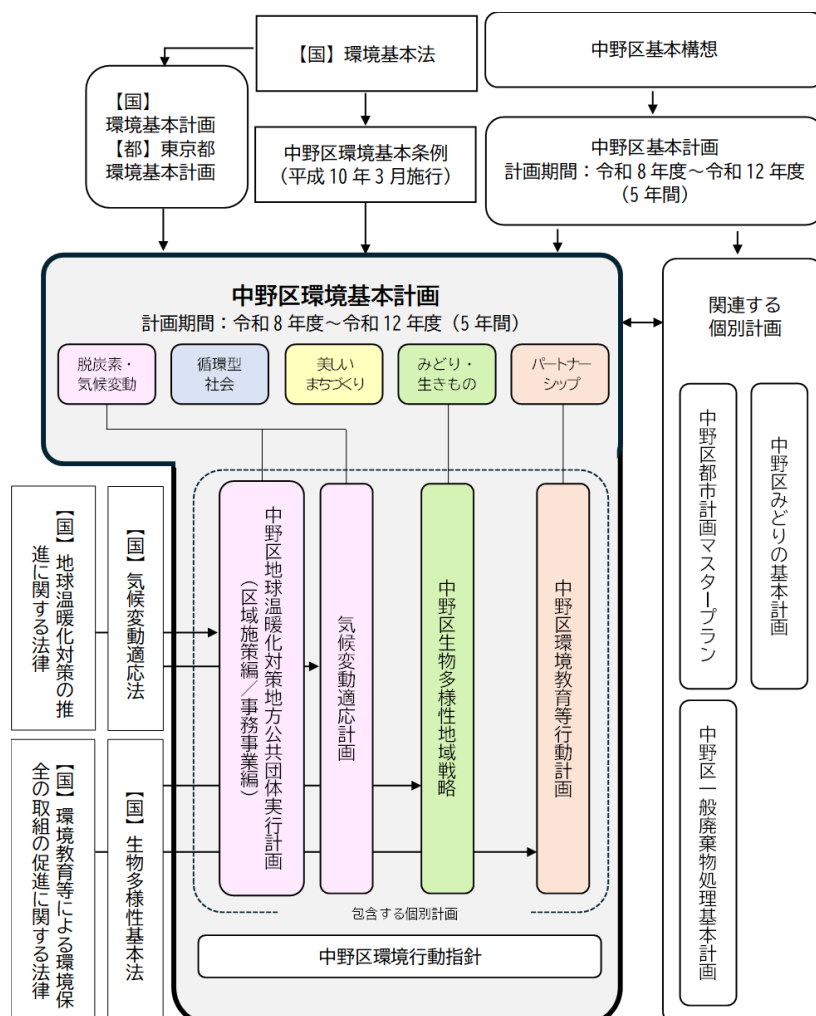 【国】環境基本法
中野区基本構想
【国】
環境基本計画
【都】東京都
環境基本計画
中野区環境基本条例
(平成10年3月施行)
中野区基本計画
計画期間:令和8年度~令和12年度
(5年間)
中野区環境基本計画
計画期間:令和8年度~令和12年度(5年間)
脱炭素・
気候変動
循環型
社会
美しい
まちづくり
みどり・
生きもの
パートナー
シップ
関連する
個別計画
中野区都市計画マスタープラン
中野区みどりの基本計画
中野区一般廃棄物処理基本計画
【国】地球温暖化対策の推
進に関する法律
【国】気候変動適応法
【国】環境教育等による環境保
全の取組の促進に関する法律
【国】生物多様性基本法
中野区地球温暖化対策地方公共団体実行計画
(区域施策編/事務事業編)
気候変動適応計画
中野区生物多様性地域戦略
中野区環境教育等行動計画
包含する個別計画
中野区環境行動指針